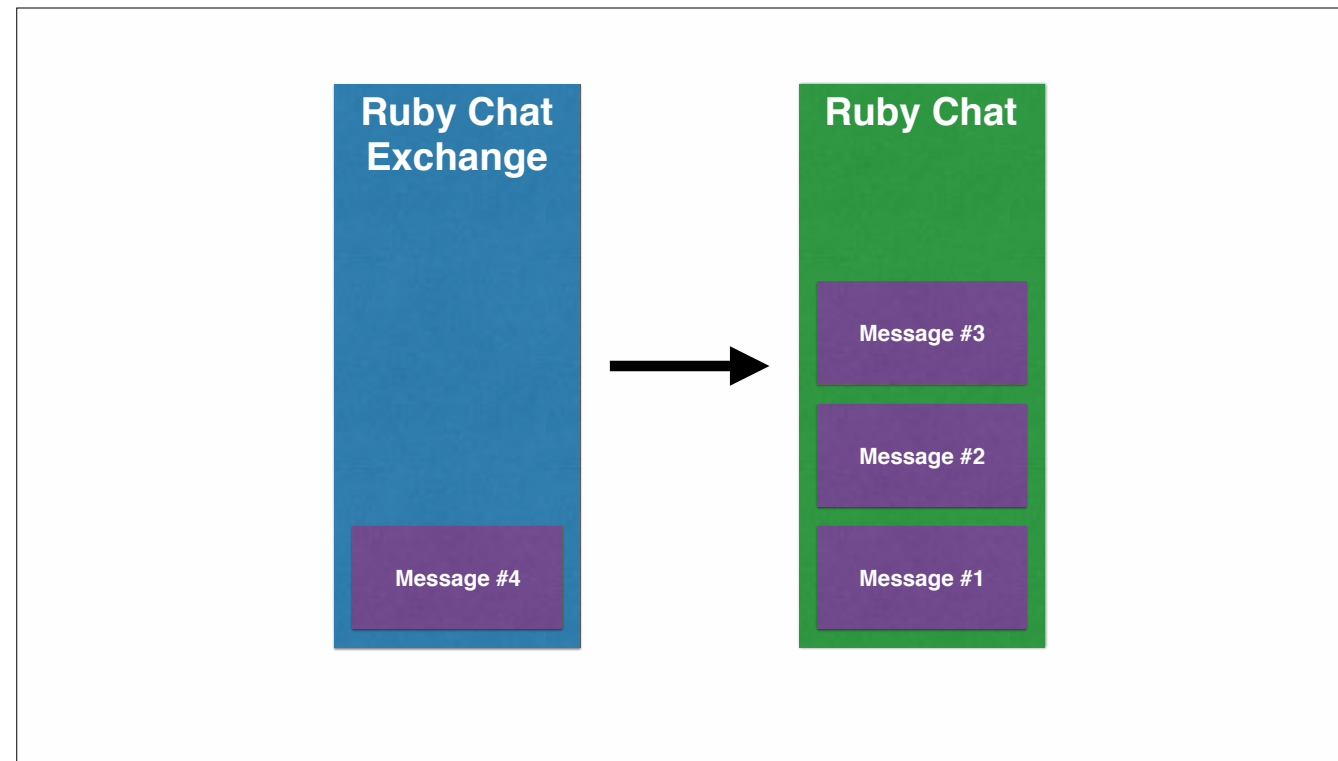 Ruby Chat
Exchange
Message #4
Ruby Chat
Message #3
Message #2
Message #1